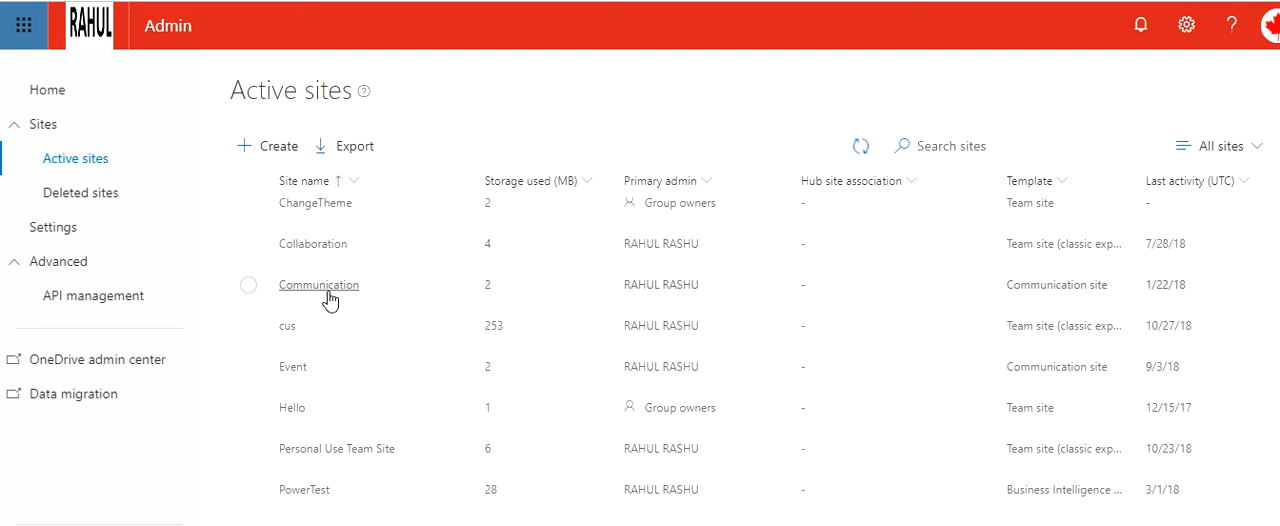 RAHUL Admin ?
Home
Sites
Active sites
Deleted sites
Settings
Advanced
API management
OneDrive admin center
Data migration
Active sites ?
+ Create Export Search sites All sites
Site name ↑ Storage used (MB) Primary admin Hub site association Template Last activity (UTC)
ChangeTheme 2 Group owners - Team site -
Collaboration 4 RAHUL RASHU - Team site (classic exp... 7/28/18
Communication 2 RAHUL RASHU - Communication site 1/22/18
cus 253 RAHUL RASHU - Team site (classic exp... 10/27/18
Event 2 RAHUL RASHU - Communication site 9/3/18
Hello 1 Group owners - Team site 12/15/17
Personal Use Team Site 6 RAHUL RASHU - Team site (classic exp... 10/23/18
PowerTest 28 RAHUL RASHU - Business Intelligence ... 3/1/18